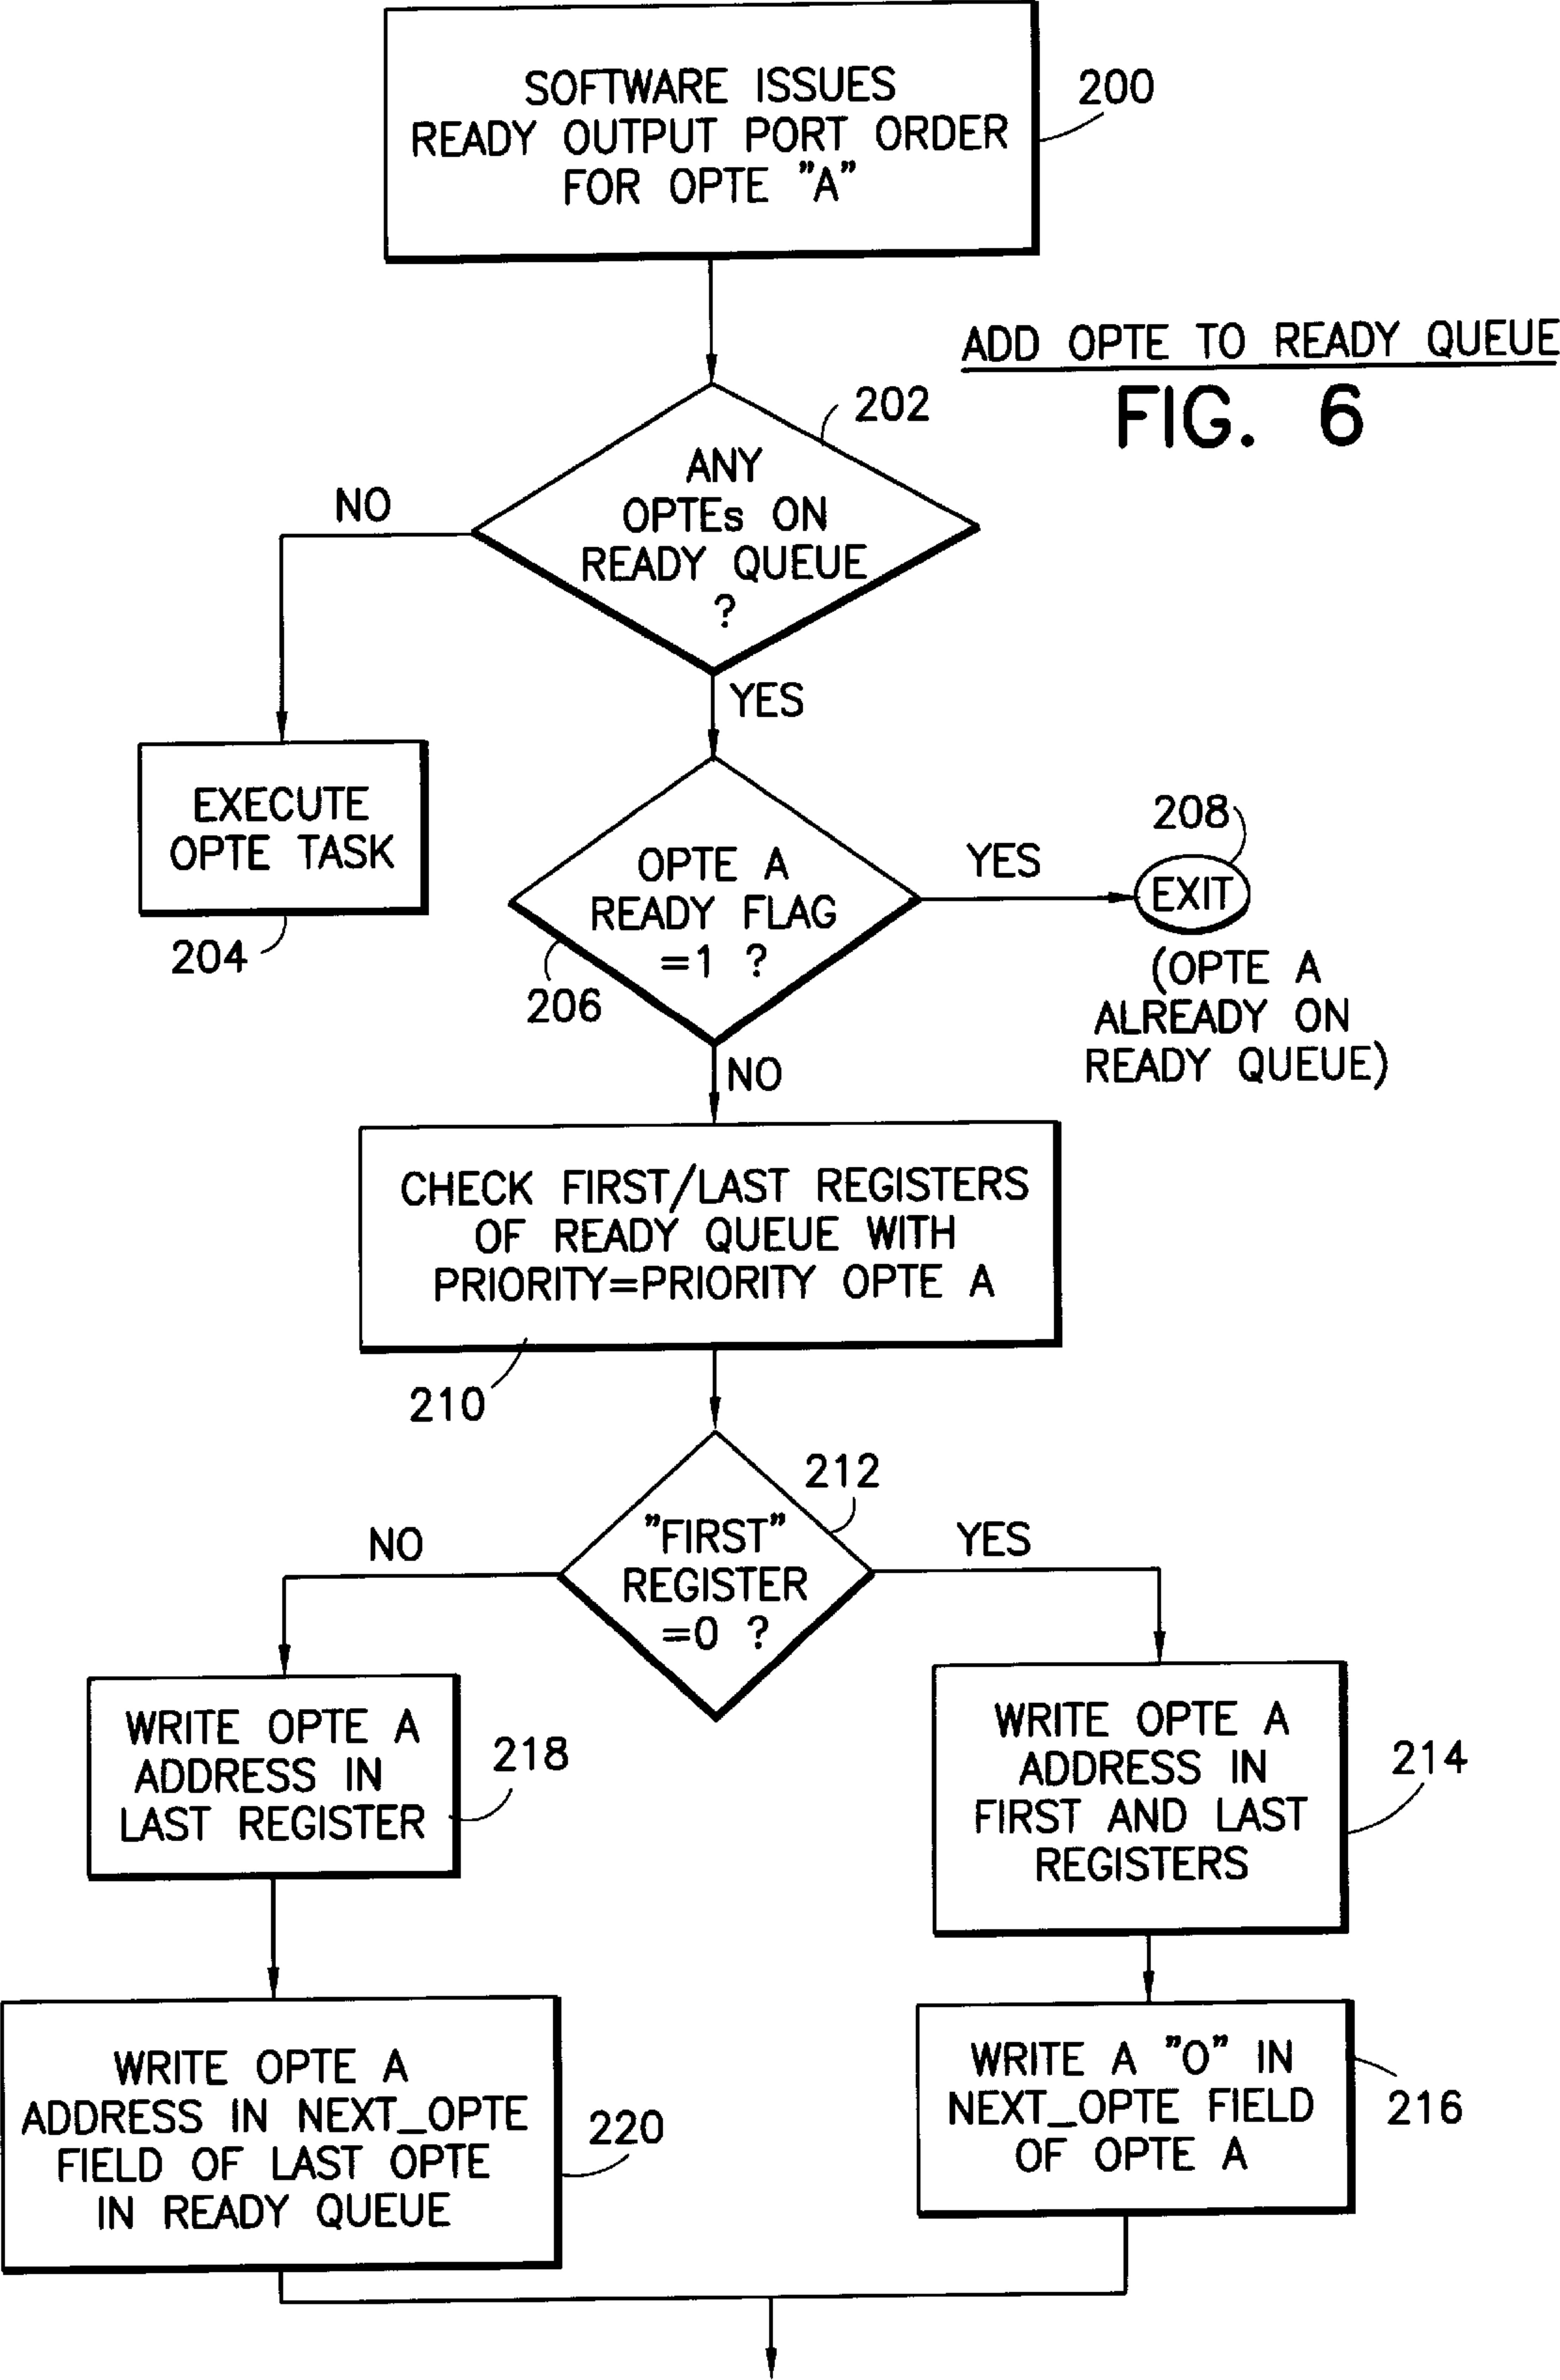 SOFTWARE ISSUES
READY OUTPUT PORT ORDER
FOR OPTE "A"
200
ADD OPTE TO READY QUEUE
FIG. 6
202
ANY
OPTEs ON
READY QUEUE
?
NO
YES
EXECUTE
OPTE TASK
204
OPTE A
READY FLAG
=1 ?
206
YES
208
EXIT
(OPTE A
ALREADY ON
READY QUEUE)
NO
CHECK FIRST/LAST REGISTERS
OF READY QUEUE WITH
PRIORITY=PRIORITY OPTE A
210
212
"FIRST"
REGISTER
=0 ?
NO
YES
WRITE OPTE A
ADDRESS IN
LAST REGISTER
218
WRITE OPTE A
ADDRESS IN
FIRST AND LAST
REGISTERS
214
WRITE OPTE A
ADDRESS IN NEXT_OPTE
FIELD OF LAST OPTE
IN READY QUEUE
220
WRITE A "0" IN
NEXT_OPTE FIELD
OF OPTE A
216